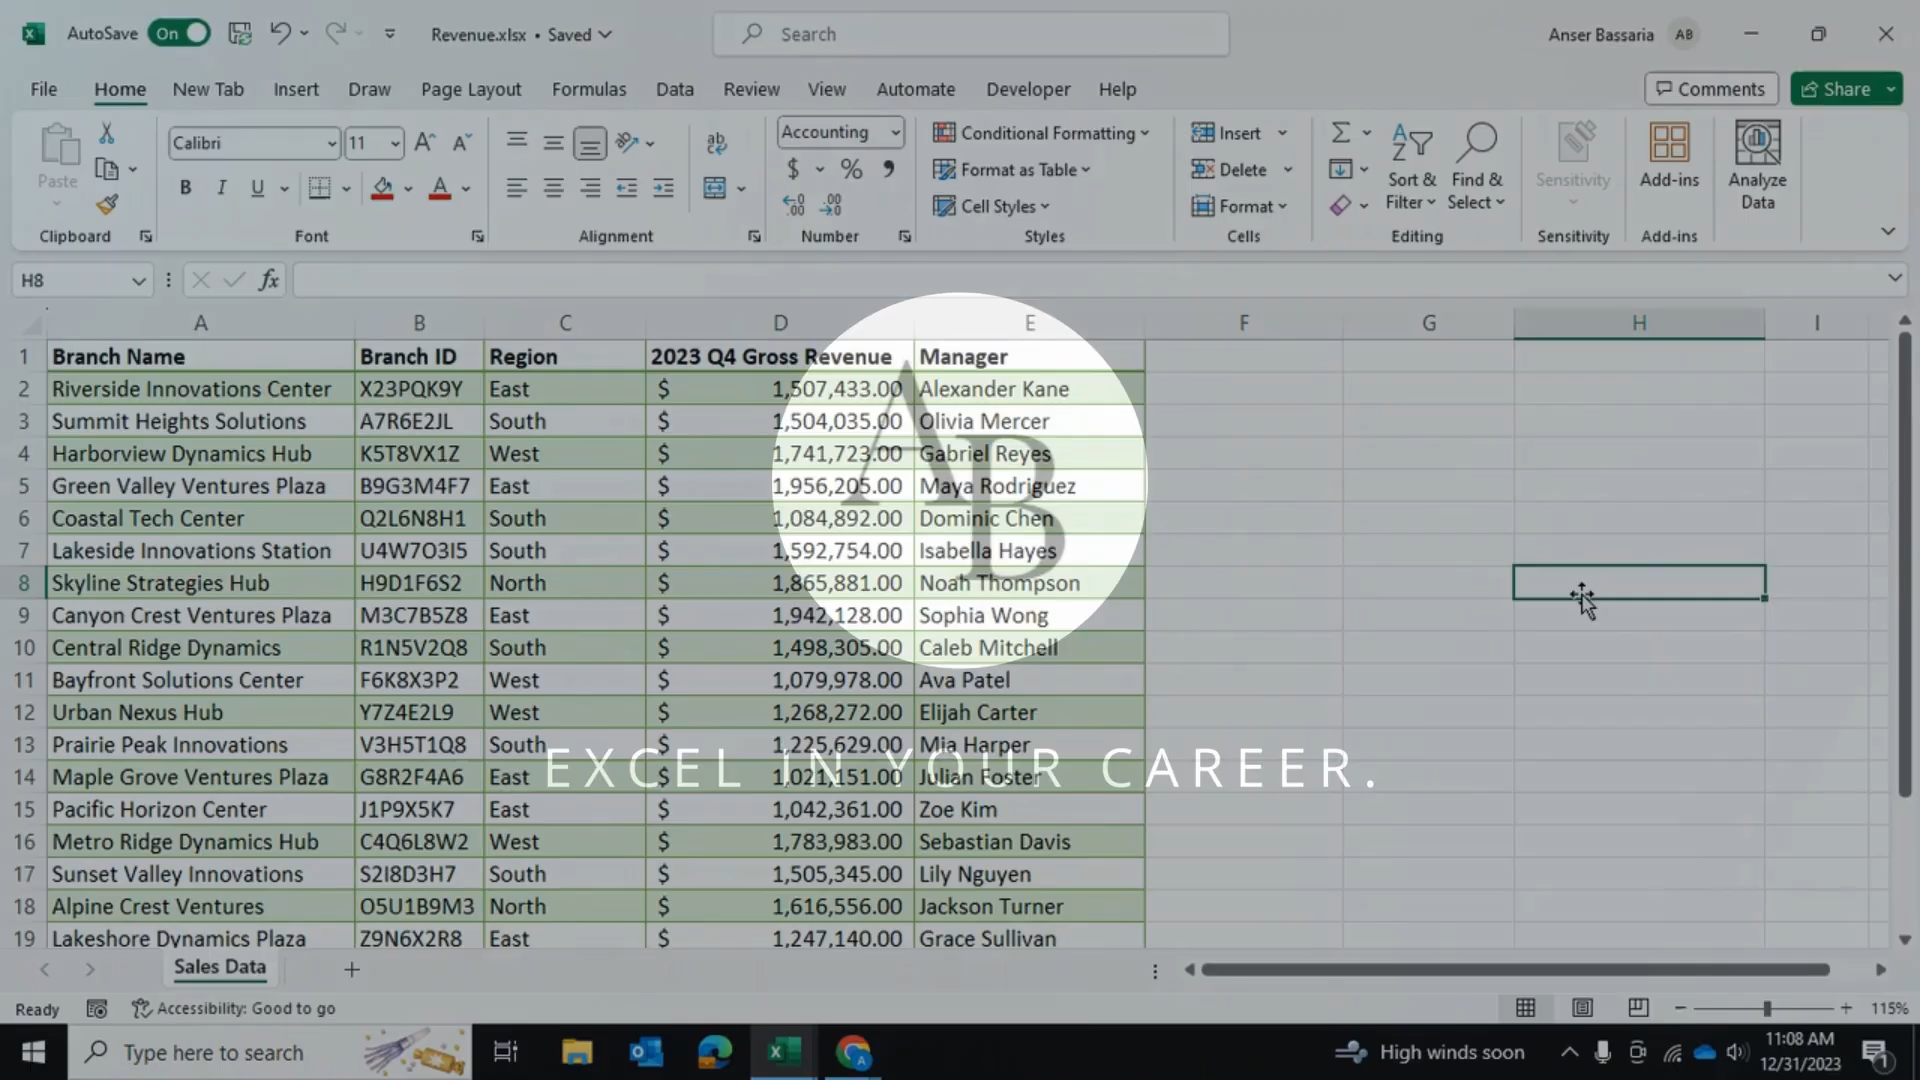 AutoSave On Revenue.xlsx • Saved Search Anser Bassaria AB
File Home New Tab Insert Draw Page Layout Formulas Data Review View Automate Developer Help Comments Share
Paste Calibri 11 Accounting Conditional Formatting Insert
B I U $ % Format as Table Delete Sort & Filter Find & Select Sensitivity Add-ins Analyze Data
Cell Styles Format
Clipboard Font Alignment Number Styles Cells Editing Sensitivity Add-ins
H8 fx
A B C D E F G H I
1 Branch Name Branch ID Region 2023 Q4 Gross Revenue Manager
2 Riverside Innovations Center X23PQK9Y East $ 1,507,433.00 Alexander Kane
3 Summit Heights Solutions A7R6E2JL South $ 1,504,035.00 Olivia Mercer
4 Harborview Dynamics Hub K5T8VX1Z West $ 1,741,723.00 Gabriel Reyes
5 Green Valley Ventures Plaza B9G3M4F7 East $ 1,956,205.00 Maya Rodriguez
6 Coastal Tech Center Q2L6N8H1 South $ 1,084,892.00 Dominic Chen
7 Lakeside Innovations Station U4W7O3I5 South $ 1,592,754.00 Isabella Hayes
8 Skyline Strategies Hub H9D1F6S2 North $ 1,865,881.00 Noah Thompson
9 Canyon Crest Ventures Plaza M3C7B5Z8 East $ 1,942,128.00 Sophia Wong
10 Central Ridge Dynamics R1N5V2Q8 South $ 1,498,305.00 Caleb Mitchell
11 Bayfront Solutions Center F6K8X3P2 West $ 1,079,978.00 Ava Patel
12 Urban Nexus Hub Y7Z4E2L9 West $ 1,268,272.00 Elijah Carter
13 Prairie Peak Innovations V3H5T1Q8 South $ 1,225,629.00 Mia Harper
14 Maple Grove Ventures Plaza G8R2F4A6 East $ 1,021,151.00 Julian Foster
15 Pacific Horizon Center J1P9X5K7 East $ 1,042,361.00 Zoe Kim
16 Metro Ridge Dynamics Hub C4Q6L8W2 West $ 1,783,983.00 Sebastian Davis
17 Sunset Valley Innovations S2I8D3H7 South $ 1,505,345.00 Lily Nguyen
18 Alpine Crest Ventures O5U1B9M3 North $ 1,616,556.00 Jackson Turner
19 Lakeshore Dynamics Plaza Z9N6X2R8 East $ 1,247,140.00 Grace Sullivan
AB
EXCEL IN YOUR CAREER.
Sales Data
Ready Accessibility: Good to go 115%
Type here to search High winds soon 11:08 AM
12/31/2023 1